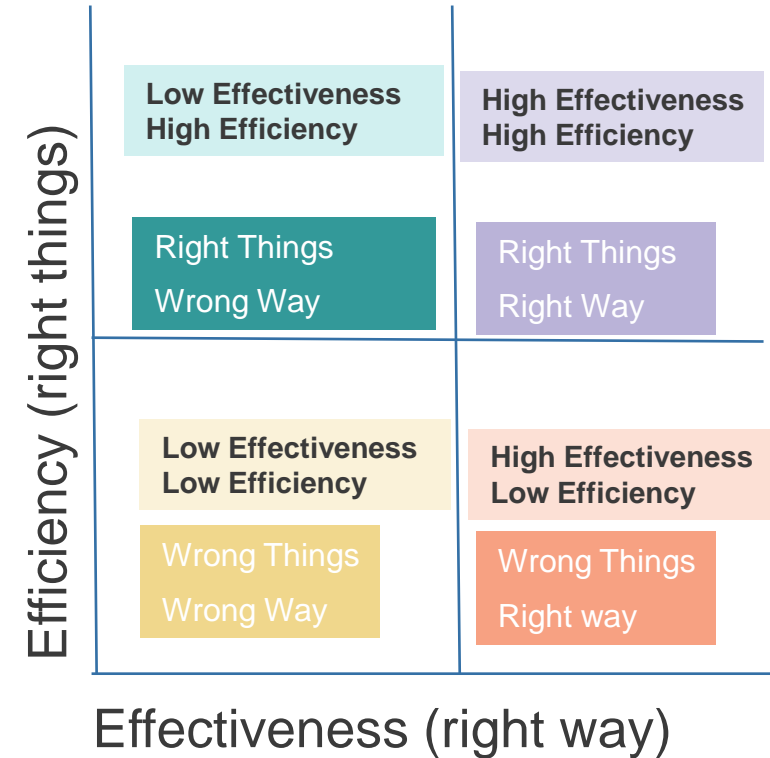 Efficiency (right things)
Low Effectiveness
High Efficiency
Right Things
Wrong Way
High Effectiveness
High Efficiency
Right Things
Right Way
Low Effectiveness
Low Efficiency
Wrong Things
Wrong Way
High Effectiveness
Low Efficiency
Wrong Things
Right way
Effectiveness (right way)